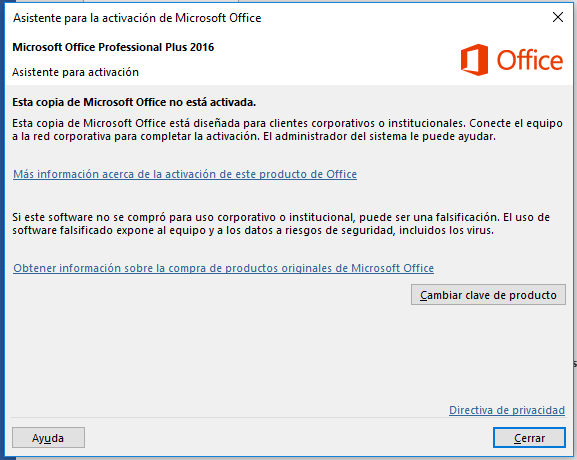 Asistente para la activación de Microsoft Office
Microsoft Office Professional Plus 2016
Office
Asistente para activación
Esta copia de Microsoft Office no está activada.
Esta copia de Microsoft Office está diseñada para clientes corporativos o institucionales. Conecte el equipo
a la red corporativa para completar la activación. El administrador del sistema le puede ayudar.
Más información acerca de la activación de este producto de Office
Si este software no se compró para uso corporativo o institucional, puede ser una falsificación. El uso de
software falsificado expone al equipo y a los datos a riesgos de seguridad, incluidos los virus.
Obtener información sobre la compra de productos originales de Microsoft Office
Cambiar clave de producto
Directiva de privacidad
Ayuda
Cerrar